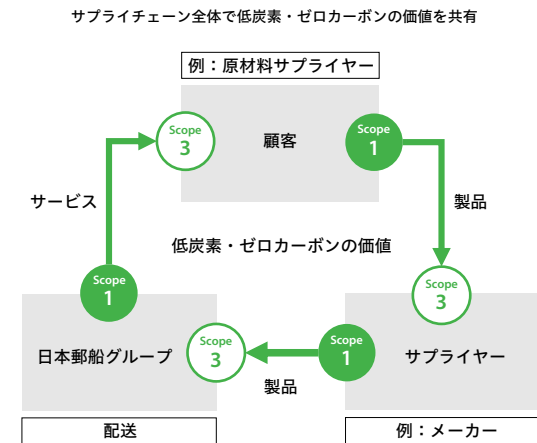 サプライチェーン全体で低炭素・ゼロカーボンの価値を共有
例：原材料サプライヤー
Scope
3
顧客
Scope
1
サービス
製品
低炭素・ゼロカーボンの価値
Scope
1
Scope
3
日本郵船グループ
Scope
3
Scope
1
サプライヤー
製品
配送
例：メーカー